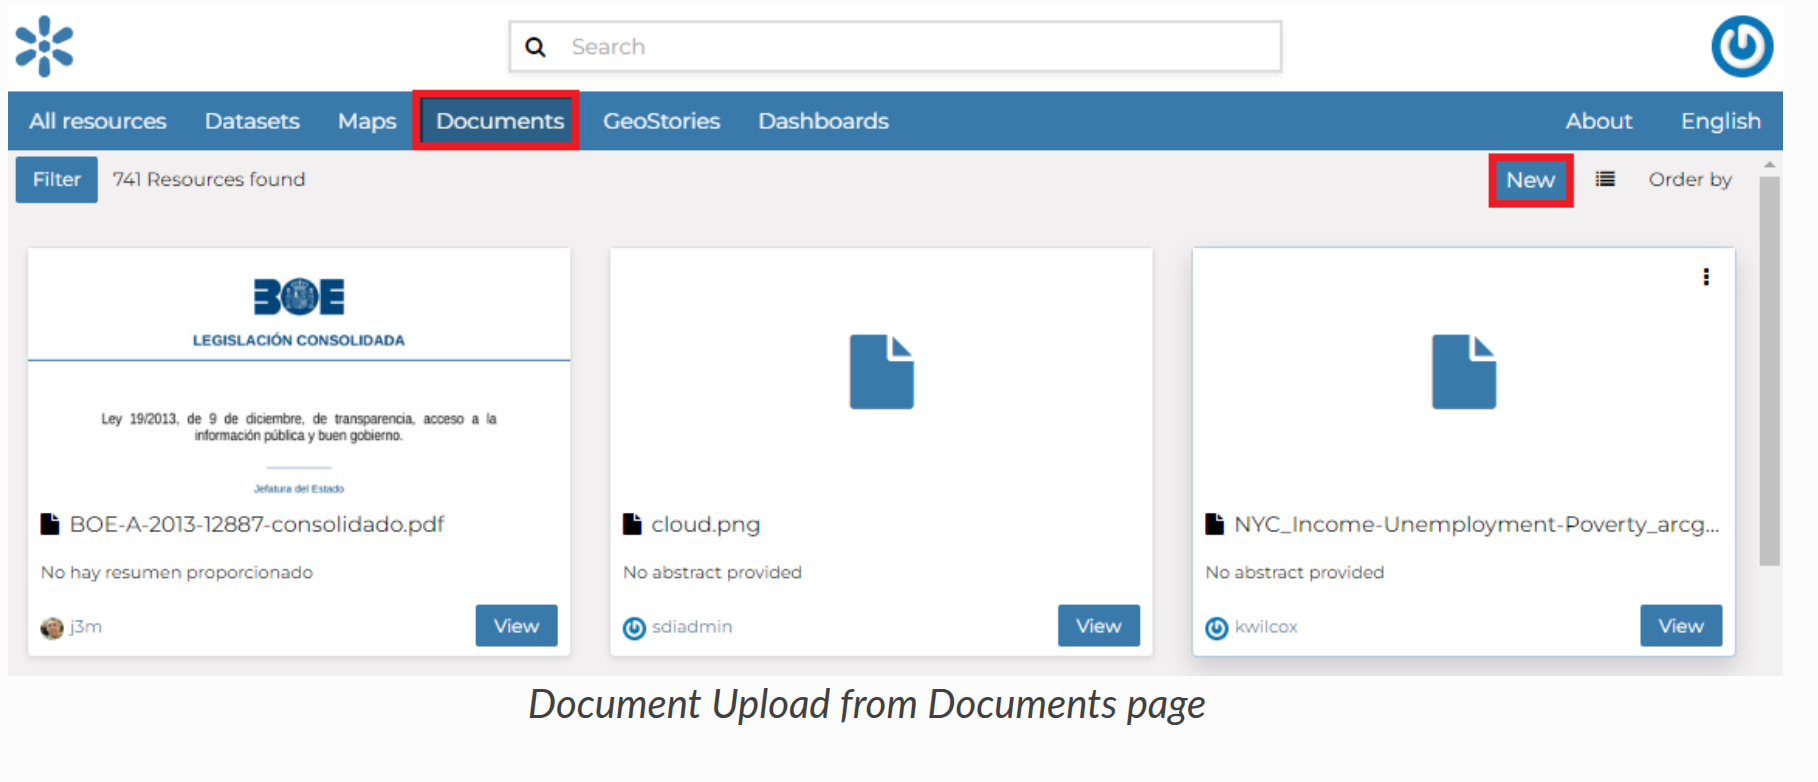 Search
All resources Datasets Maps Documents GeoStories Dashboards About English
Filter 741 Resources found New Order by
BOE
LEGISLACIÓN CONSOLIDADA
Ley 19/2013, de 9 de diciembre, de transparencia, acceso a la
información pública y buen gobierno.
Jefatura del Estado
BOE-A-2013-12887-consolidado.pdf
No hay resumen proporcionado
j3m View
cloud.png
No abstract provided
sdiadmin View
NYC_Income-Unemployment-Poverty_arcg...
No abstract provided
kwilcox View
Document Upload from Documents page